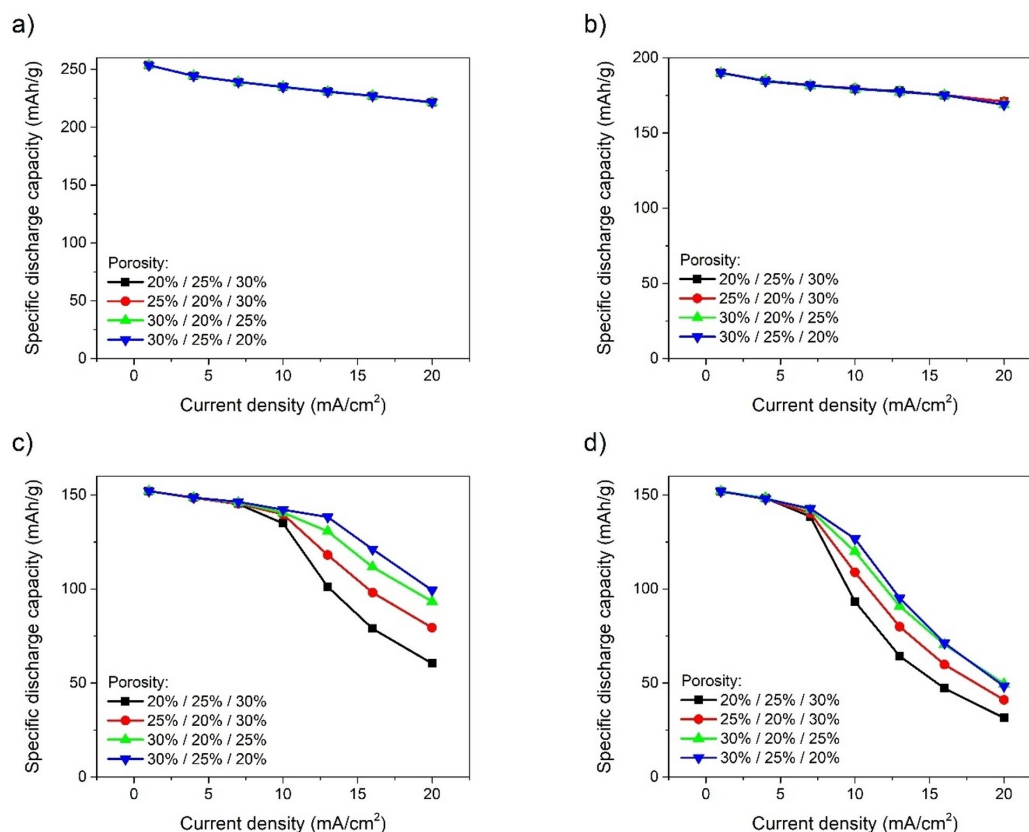 a)
Specific discharge capacity (mAh/g)
250
200
150
100
50
0
Porosity:
20% / 25% / 30%
25% / 20% / 30%
30% / 20% / 25%
30% / 25% / 20%
0 5 10 15 20
Current density (mA/cm²)
b)
Specific discharge capacity (mAh/g)
200
150
100
50
0
Porosity:
20% / 25% / 30%
25% / 20% / 30%
30% / 20% / 25%
30% / 25% / 20%
0 5 10 15 20
Current density (mA/cm²)
c)
Specific discharge capacity (mAh/g)
150
100
50
0
Porosity:
20% / 25% / 30%
25% / 20% / 30%
30% / 20% / 25%
30% / 25% / 20%
0 5 10 15 20
Current density (mA/cm²)
d)
Specific discharge capacity (mAh/g)
150
100
50
0
Porosity:
20% / 25% / 30%
25% / 20% / 30%
30% / 20% / 25%
30% / 25% / 20%
0 5 10 15 20
Current density (mA/cm²)